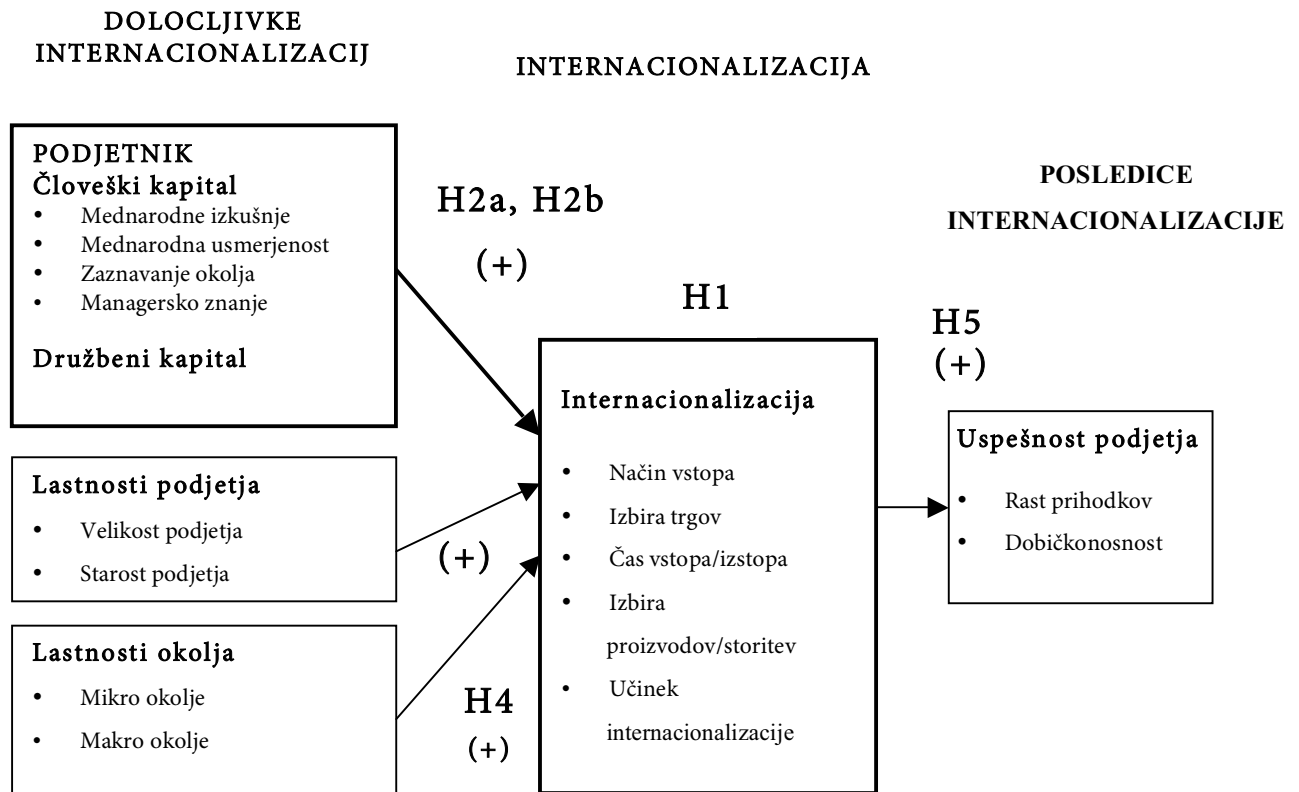 DOLOCLJIVKE
INTERNACIONALIZACIJ
INTERNACIONALIZACIJA
POSLEDICE
INTERNACIONALIZACIJE
PODJETNIK
Človeški kapital
• Mednarodne izkušnje
• Mednarodna usmerjenost
• Zaznavanje okolja
• Managersko znanje
Družbeni kapital
H2a, H2b
(+)
Lastnosti podjetja
• Velikost podjetja
• Starost podjetja
(+)
Lastnosti okolja
• Mikro okolje
• Makro okolje
H4
(+)
H1
Internacionalizacija
• Način vstopa
• Izbira trgov
• Čas vstopa/izstopa
• Izbira
proizvodov/storitev
• Učinek
internacionalizacije
H5
(+)
Uspešnost podjetja
• Rast prihodkov
• Dobičkonosnost